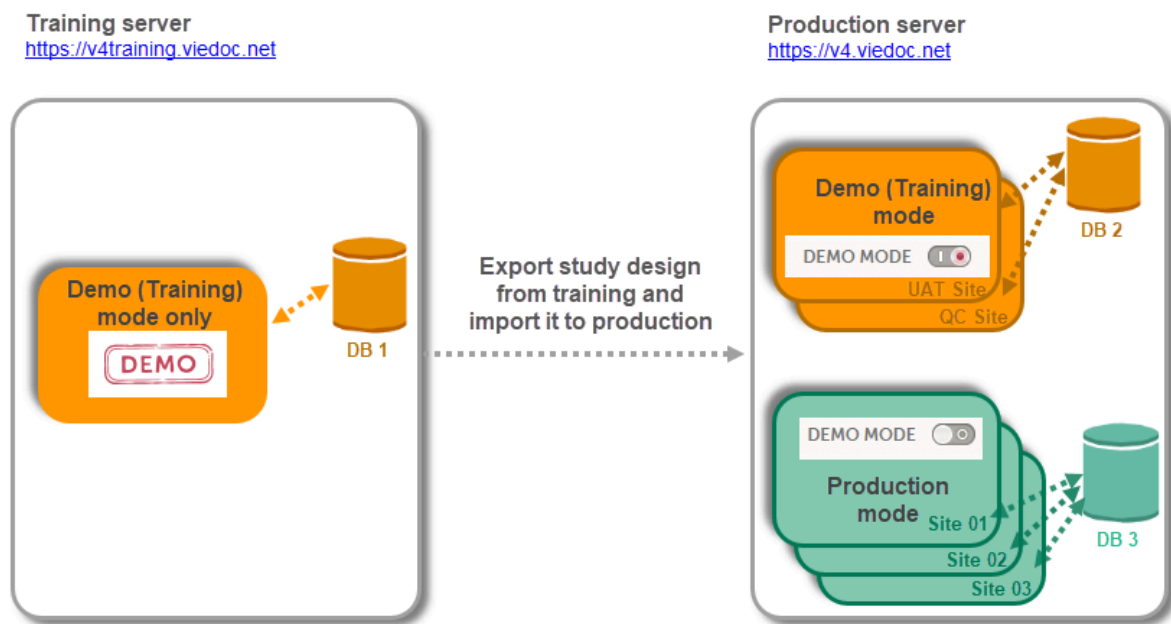 Training server
https://v4training.viedoc.net
Demo (Training)
mode only
DEMO
DB 1
Export study design
from training and
import it to production
Production server
https://v4.viedoc.net
Demo (Training)
mode
DEMO MODE
UAT Site
QC Site
DB 2
DEMO MODE
Production
mode
Site 01
Site 02
Site 03
DB 3